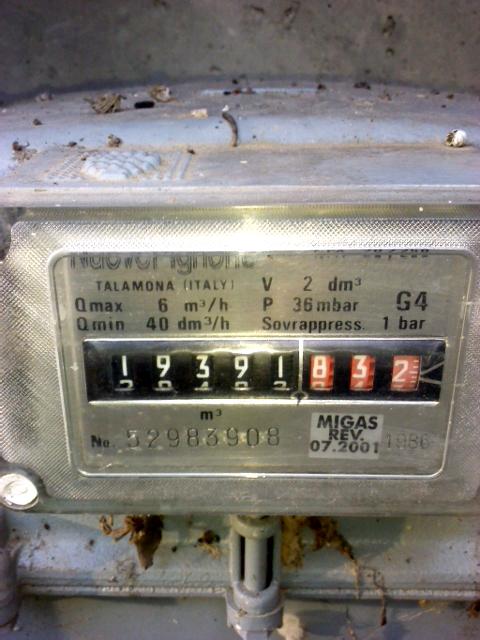 TALAMONA (ITALY) V 2 dm³
Qmax 6 m³/h P 36 mbar G4
Qmin 40 dm³/h Sovrappress. 1 bar
19391 832
m³
No. 52983908
MIGAS
REV.
07.2001
1986